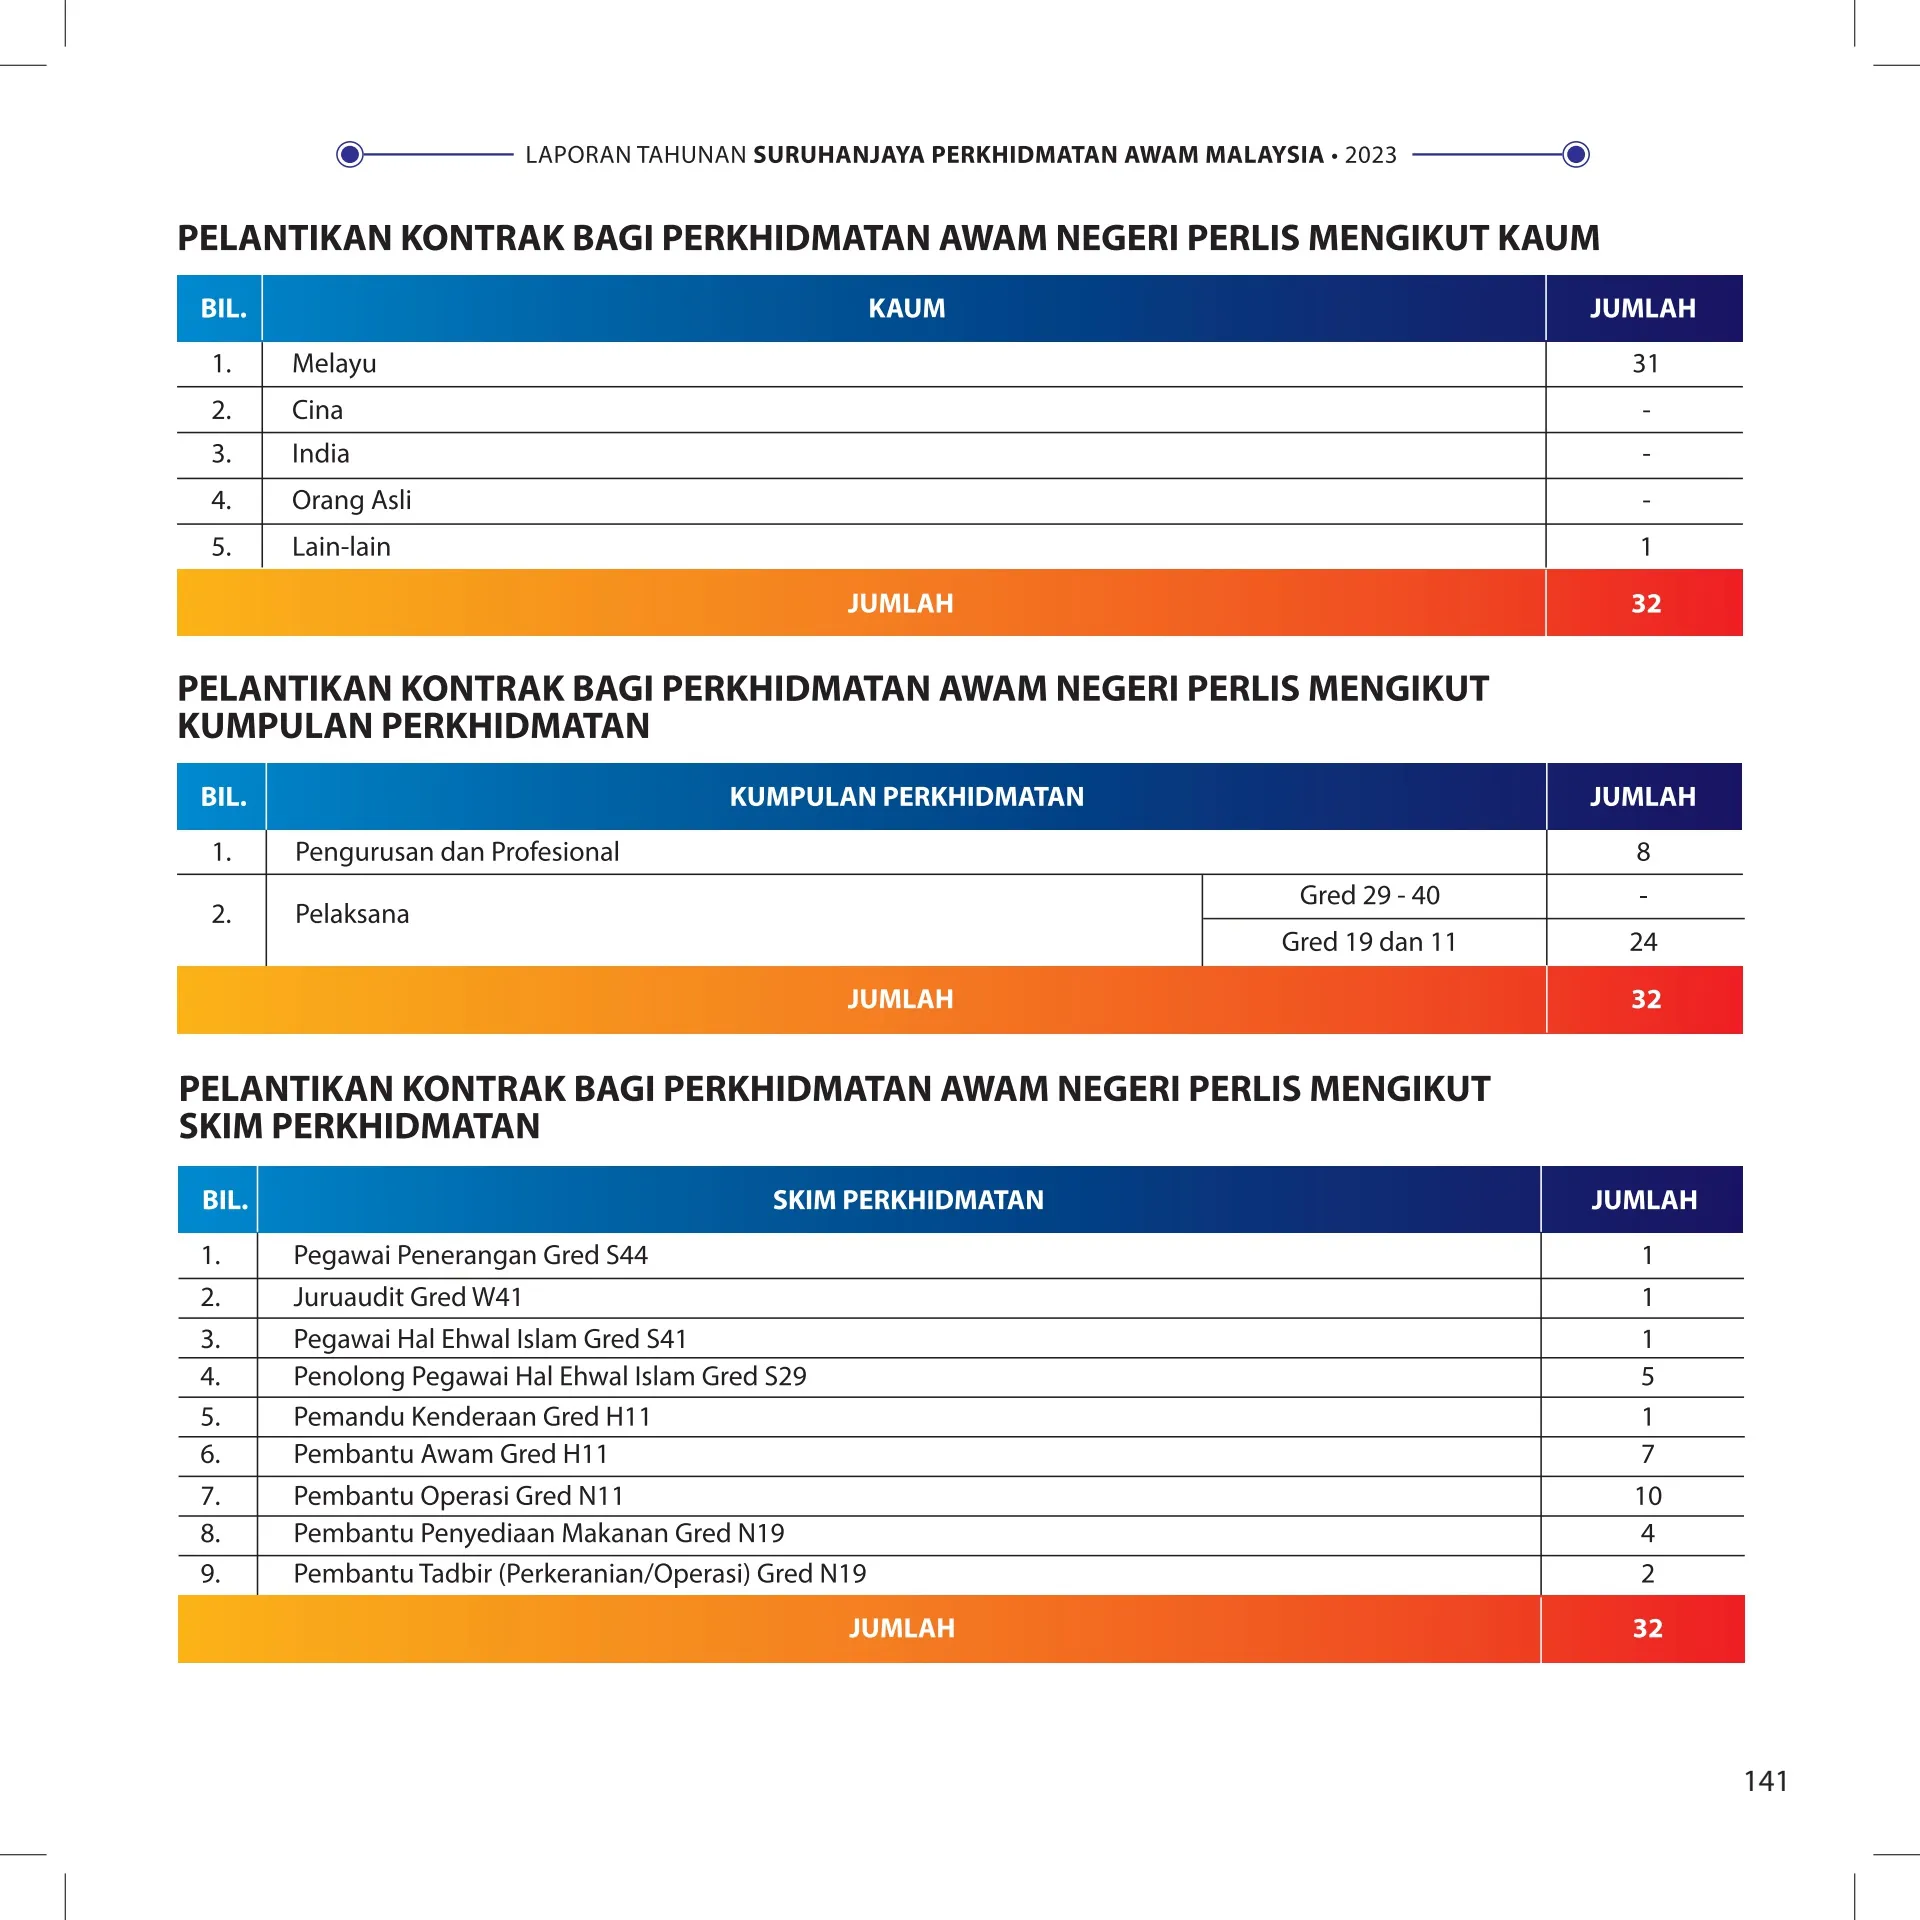 LAPORAN TAHUNAN SURUHANJAYA PERKHIDMATAN AWAM MALAYSIA • 2023
PELANTIKAN KONTRAK BAGI PERKHIDMATAN AWAM NEGERI PERLIS MENGIKUT KAUM
BIL. KAUM JUMLAH
1. Melayu 31
2. Cina -
3. India -
4. Orang Asli -
5. Lain-lain 1
JUMLAH 32
PELANTIKAN KONTRAK BAGI PERKHIDMATAN AWAM NEGERI PERLIS MENGIKUT
KUMPULAN PERKHIDMATAN
BIL. KUMPULAN PERKHIDMATAN JUMLAH
1. Pengurusan dan Profesional 8
2. Pelaksana Gred 29 - 40 -
Gred 19 dan 11 24
JUMLAH 32
PELANTIKAN KONTRAK BAGI PERKHIDMATAN AWAM NEGERI PERLIS MENGIKUT
SKIM PERKHIDMATAN
BIL. SKIM PERKHIDMATAN JUMLAH
1. Pegawai Penerangan Gred S44 1
2. Juruaudit Gred W41 1
3. Pegawai Hal Ehwal Islam Gred S41 1
4. Penolong Pegawai Hal Ehwal Islam Gred S29 5
5. Pemandu Kenderaan Gred H11 1
6. Pembantu Awam Gred H11 7
7. Pembantu Operasi Gred N11 10
8. Pembantu Penyediaan Makanan Gred N19 4
9. Pembantu Tadbir (Perkeranian/Operasi) Gred N19 2
JUMLAH 32
141